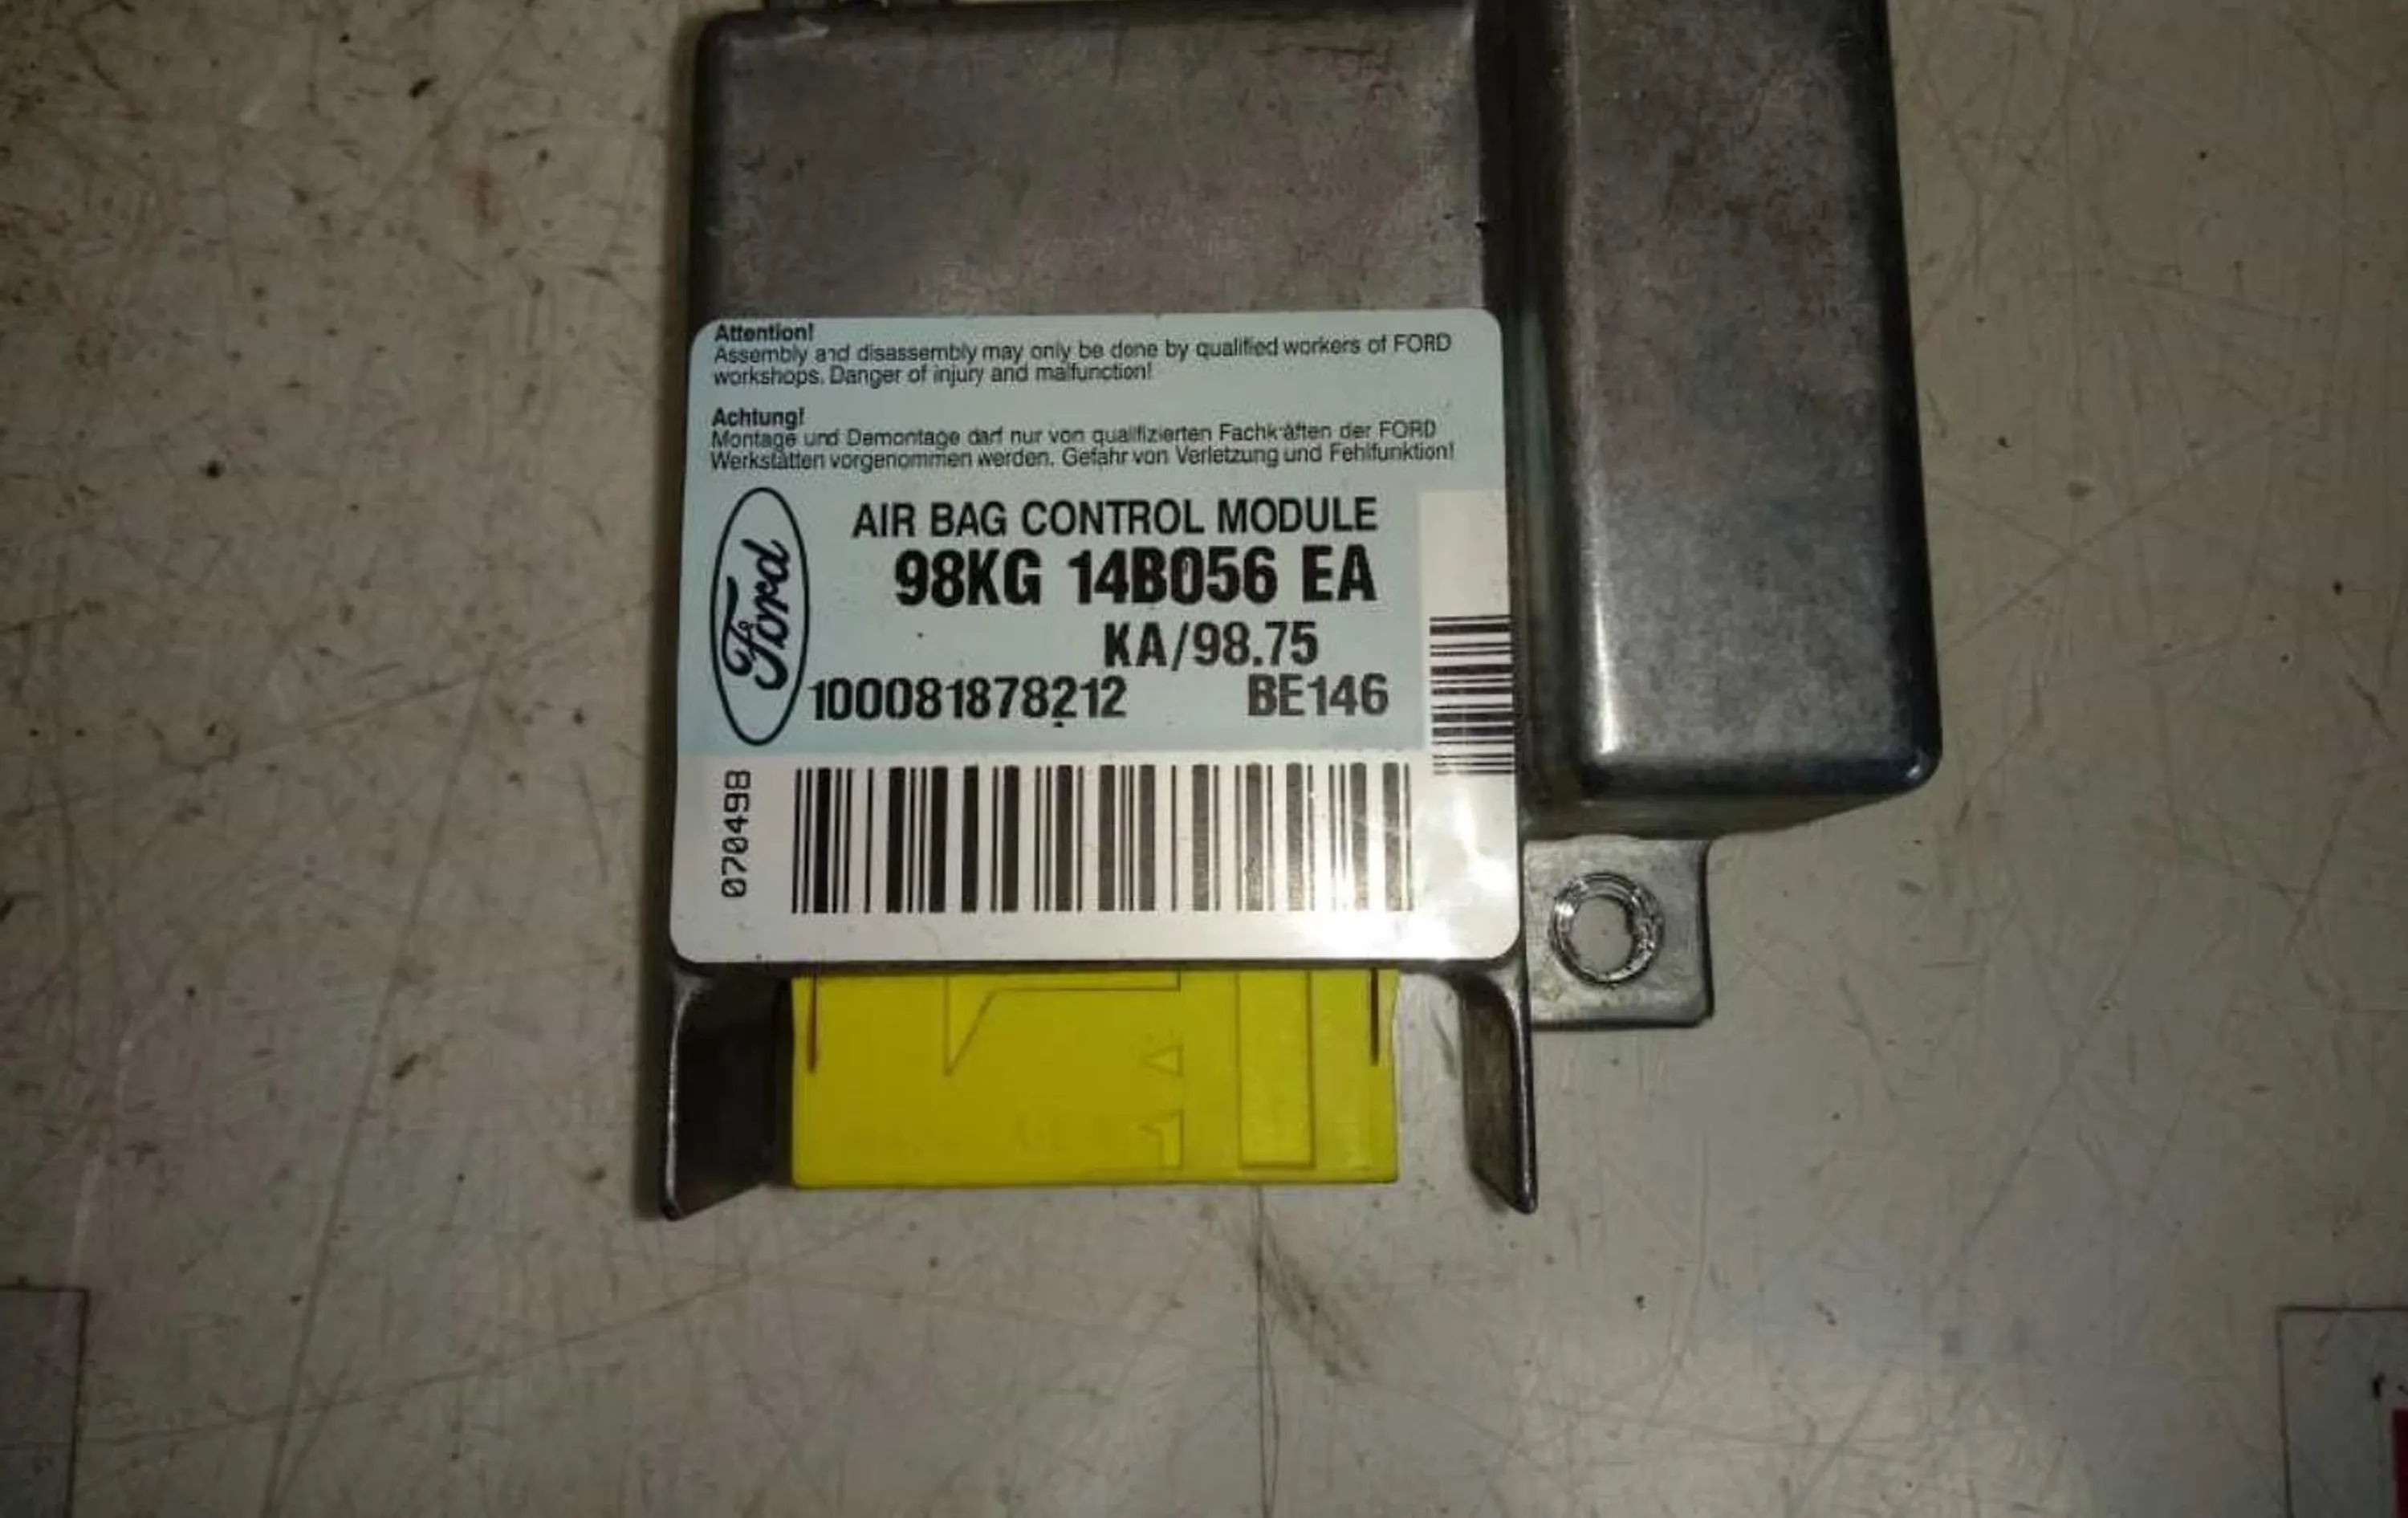 Attention!
Assembly and disassembly may only be done by qualified workers of FORD
workshops. Danger of injury and malfunction!
Achtung!
Montage und Demontage darf nur von qualifizierten Fachkräften der FORD
Werkstätten vorgenommen werden. Gefahr von Verletzung und Fehlfunktion!
Ford
AIR BAG CONTROL MODULE
98KG 14B056 EA
KA/98.75
100081878212 BE146
070498